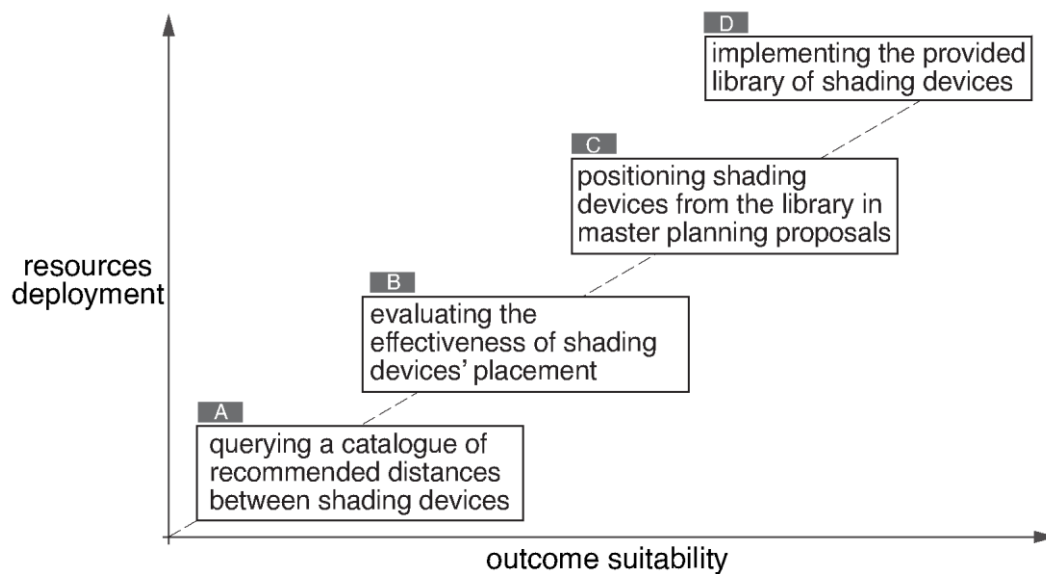 D
implementing the provided
library of shading devices
C
positioning shading
devices from the library in
master planning proposals
resources
deployment
B
evaluating the
effectiveness of shading
devices’ placement
A
querying a catalogue of
recommended distances
between shading devices
outcome suitability